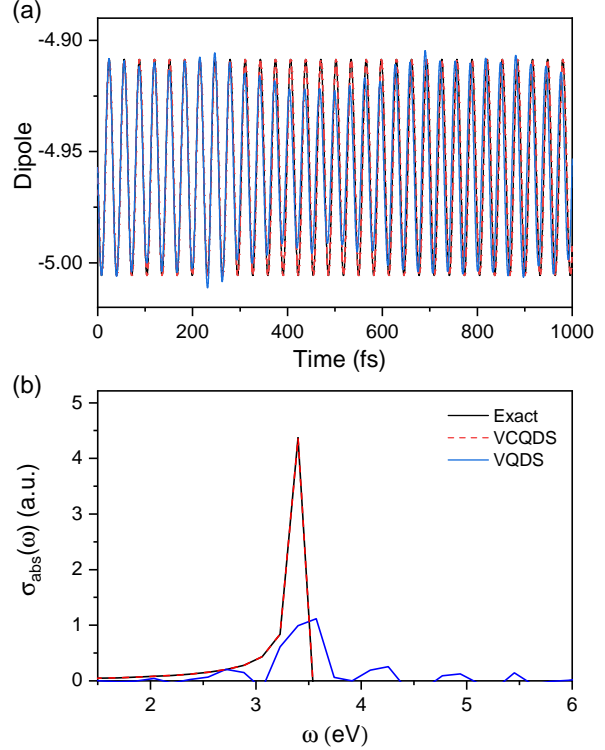 (a)
-4.90
-4.95
-5.00
Dipole
0 200 400 600 800 1000
Time (fs)
(b)
5
4
3
2
1
0
σabs(ω) (a.u.)
Exact
VCQDS
VQDS
2 3 4 5 6
ω (eV)